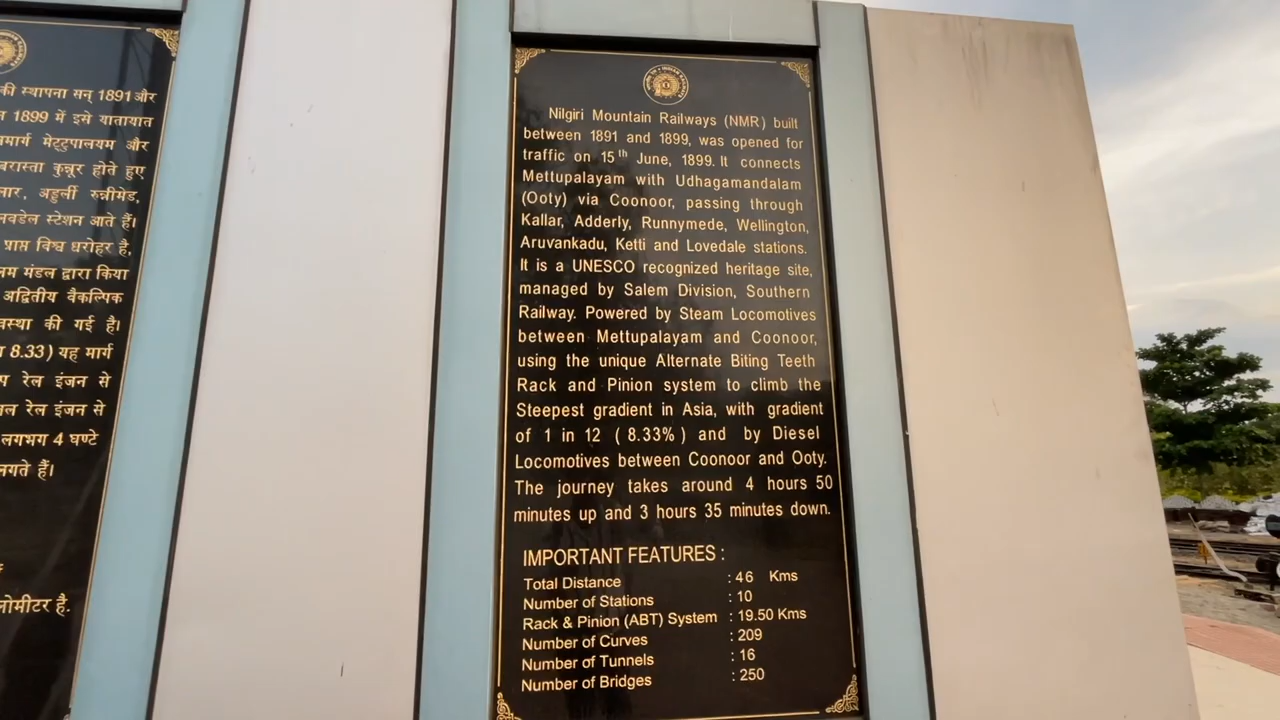 की स्थापना सन् 1891 और
1899 में इसे यातायात
मार्ग मेट्टुपालयम और
बरास्ता कुन्नूर होते हुए
लार, अड्डर्ली रुन्नीमेड,
लवडेल स्टेशन आते हैं।
प्राप्त विश्व धरोहर है,
मंडल द्वारा किया
अद्वितीय वैकल्पिक
की गई है।
8.33) यह मार्ग
रेल इंजन से
रेल इंजन से
लगभग 4 घण्टे
लगते हैं।
लोमीटर है.
Nilgiri Mountain Railways (NMR) built
between 1891 and 1899, was opened for
traffic on 15th June, 1899. It connects
Mettupalayam with Udhagamandalam
(Ooty) via Coonoor, passing through
Kallar, Adderly, Runnymede, Wellington,
Aruvankadu, Ketti and Lovedale stations.
It is a UNESCO recognized heritage site,
managed by Salem Division, Southern
Railway. Powered by Steam Locomotives
between Mettupalayam and Coonoor,
using the unique Alternate Biting Teeth
Rack and Pinion system to climb the
Steepest gradient in Asia, with gradient
of 1 in 12 ( 8.33% ) and by Diesel
Locomotives between Coonoor and Ooty.
The journey takes around 4 hours 50
minutes up and 3 hours 35 minutes down.
IMPORTANT FEATURES :
Total Distance : 46 Kms
Number of Stations : 10
Rack & Pinion (ABT) System : 19.50 Kms
Number of Curves : 209
Number of Tunnels : 16
Number of Bridges : 250